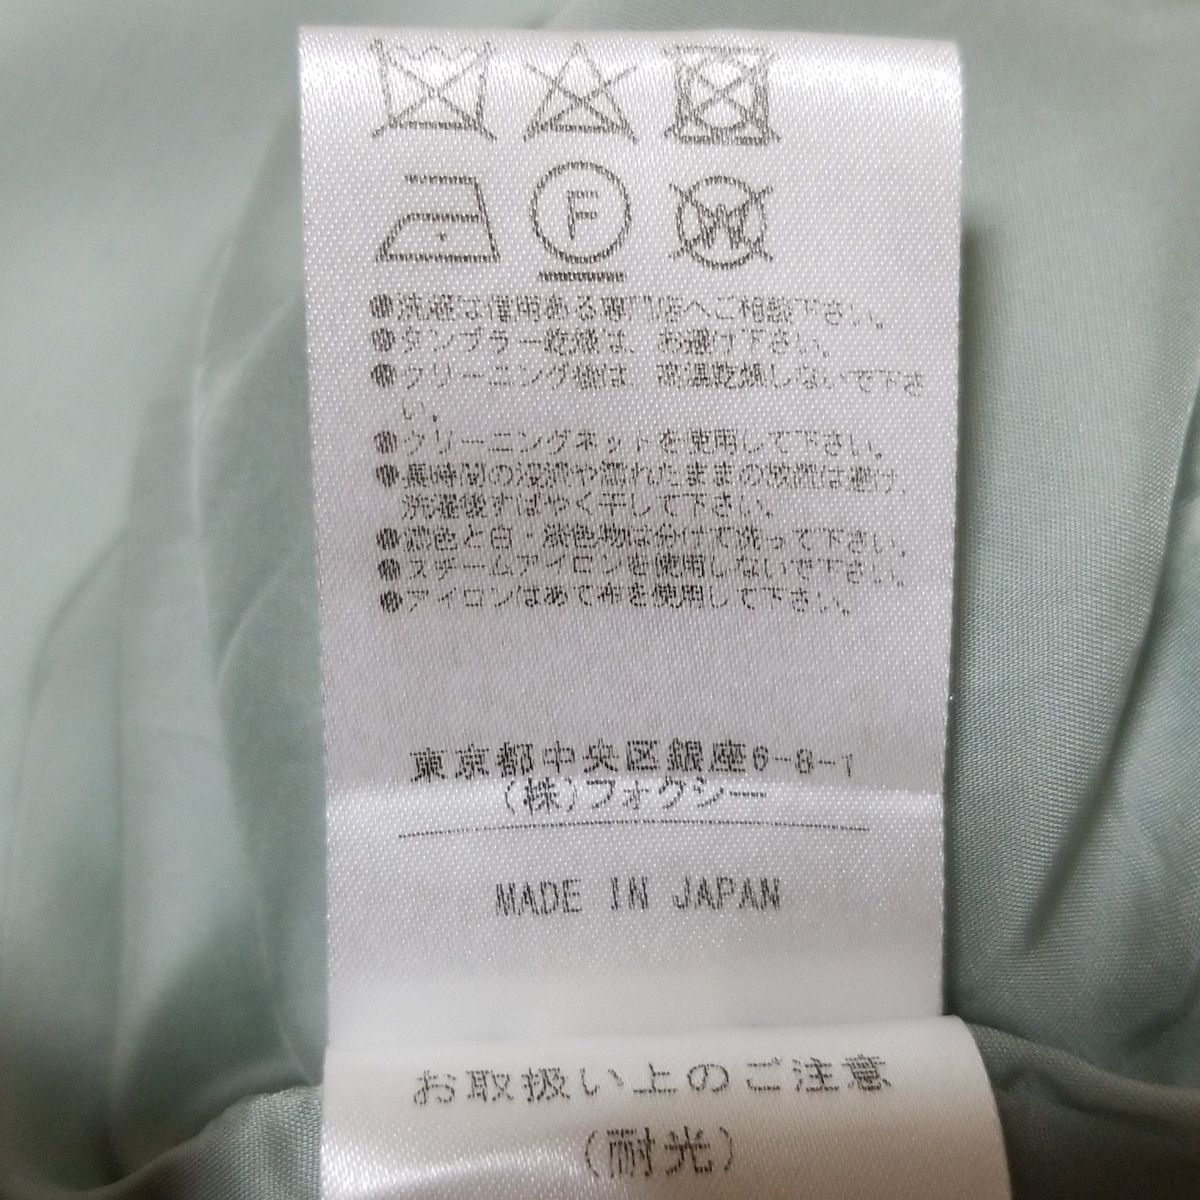 F
W
●洗濯は信用ある専門店へご相談下さい。
●タンブラー乾燥は、お避け下さい。
●クリーニング後は、高温乾燥しないで下さ
い。
●クリーニングネットを使用して下さい。
●長時間の浸漬や濡れたままの放置は避け、
洗濯後すばやく干して下さい。
●濃色と白・淡色物は分けて洗って下さい。
●スチームアイロンを使用しないで下さい。
●アイロンはあて布を使用して下さい。
東京都中央区銀座6-8-1
(株)フォクシー
MADE IN JAPAN
お取扱い上のご注意
(耐光)